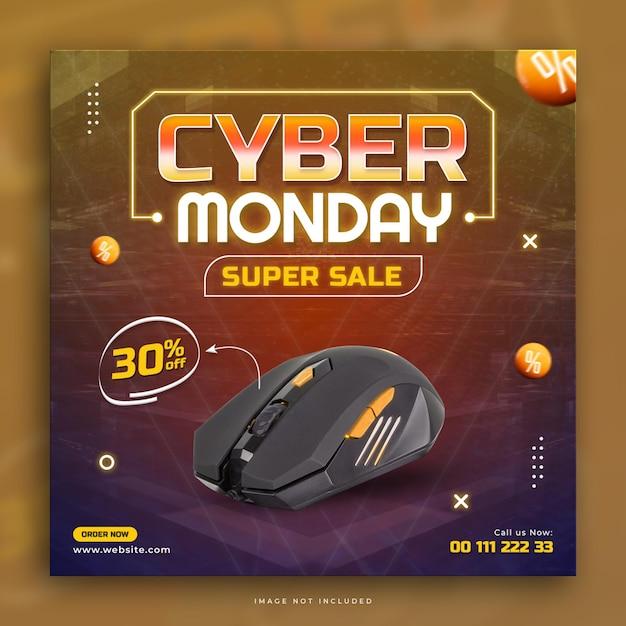 CYBER
MONDAY
SUPER SALE
30% off
ORDER NOW
www.website.com
Call us Now:
00 111 222 33
IMAGE NOT INCLUDED
%
%
%